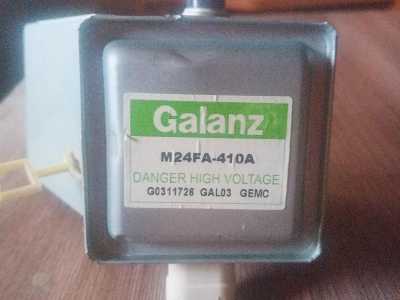 Galanz
M24FA-410A
DANGER HIGH VOLTAGE
G0311726 GAL03 GEMC